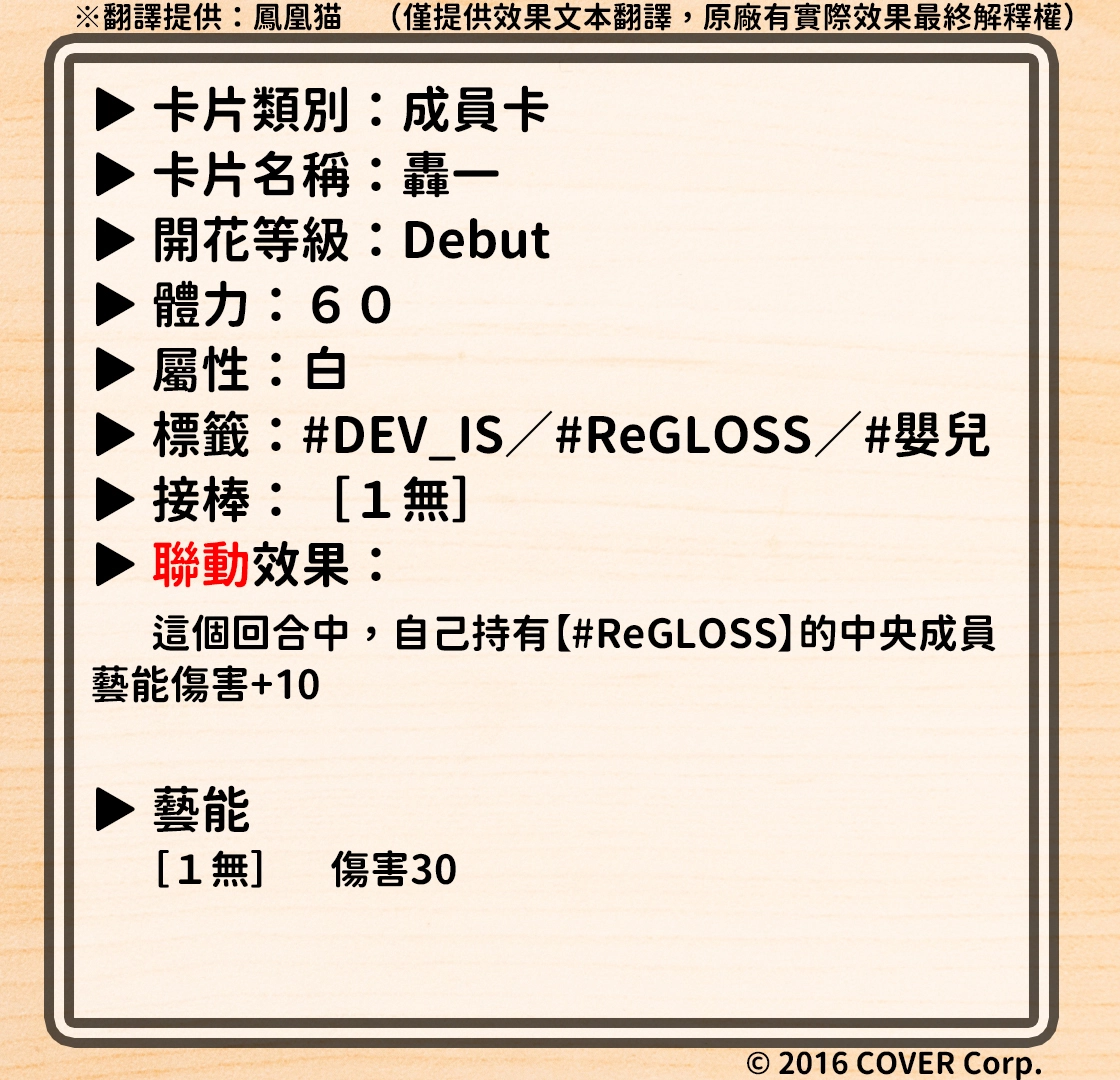 ※翻譯提供：鳳凰猫　（僅提供效果文本翻譯，原廠有實際效果最終解釋權）
▶ 卡片類別：成員卡
▶ 卡片名稱：轟一
▶ 開花等級：Debut
▶ 體力：６０
▶ 屬性：白
▶ 標籤：#DEV_IS／#ReGLOSS／#嬰兒
▶ 接棒：［１無］
▶ 聯動效果：
這個回合中，自己持有【#ReGLOSS】的中央成員
藝能傷害+10
▶ 藝能
［１無］　傷害30
© 2016 COVER Corp.